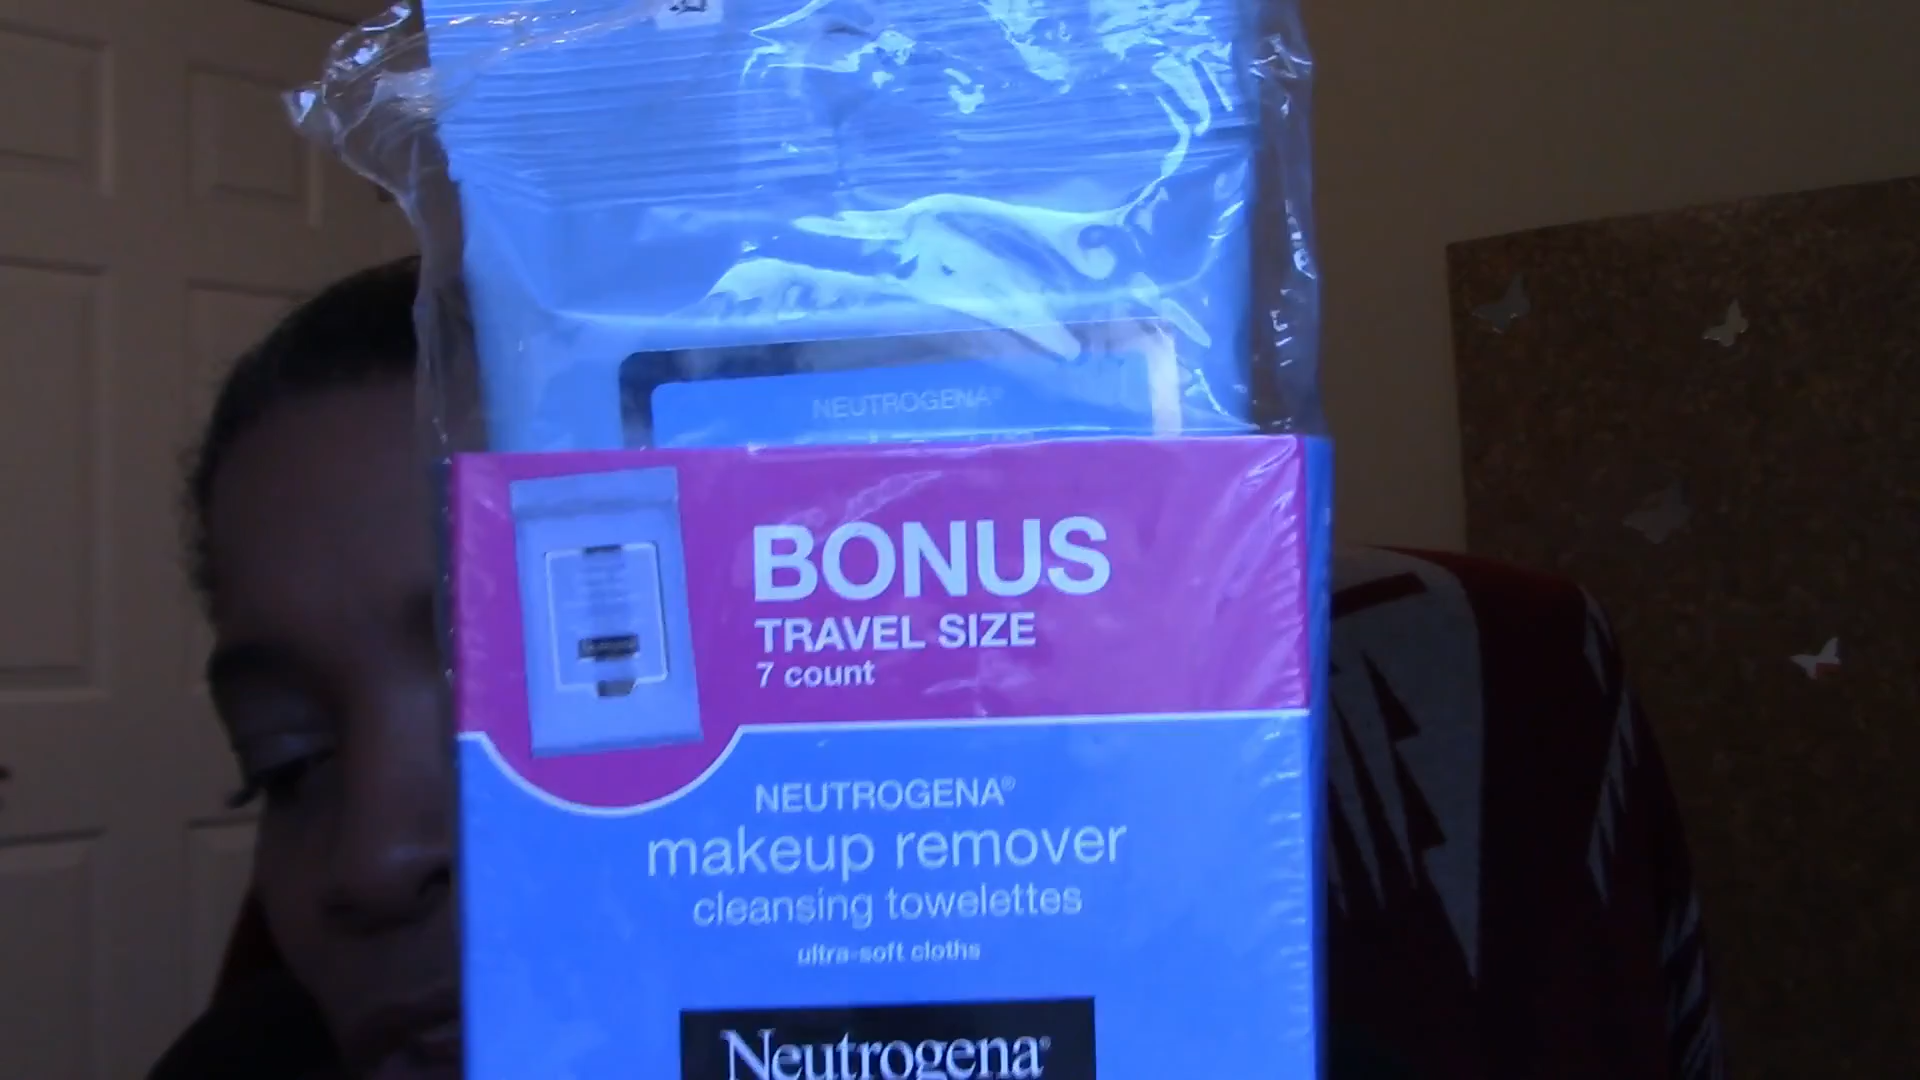 NEUTROGENA®
BONUS
TRAVEL SIZE
7 count
NEUTROGENA®
makeup remover
cleansing towelettes
ultra-soft cloths
Neutrogena®